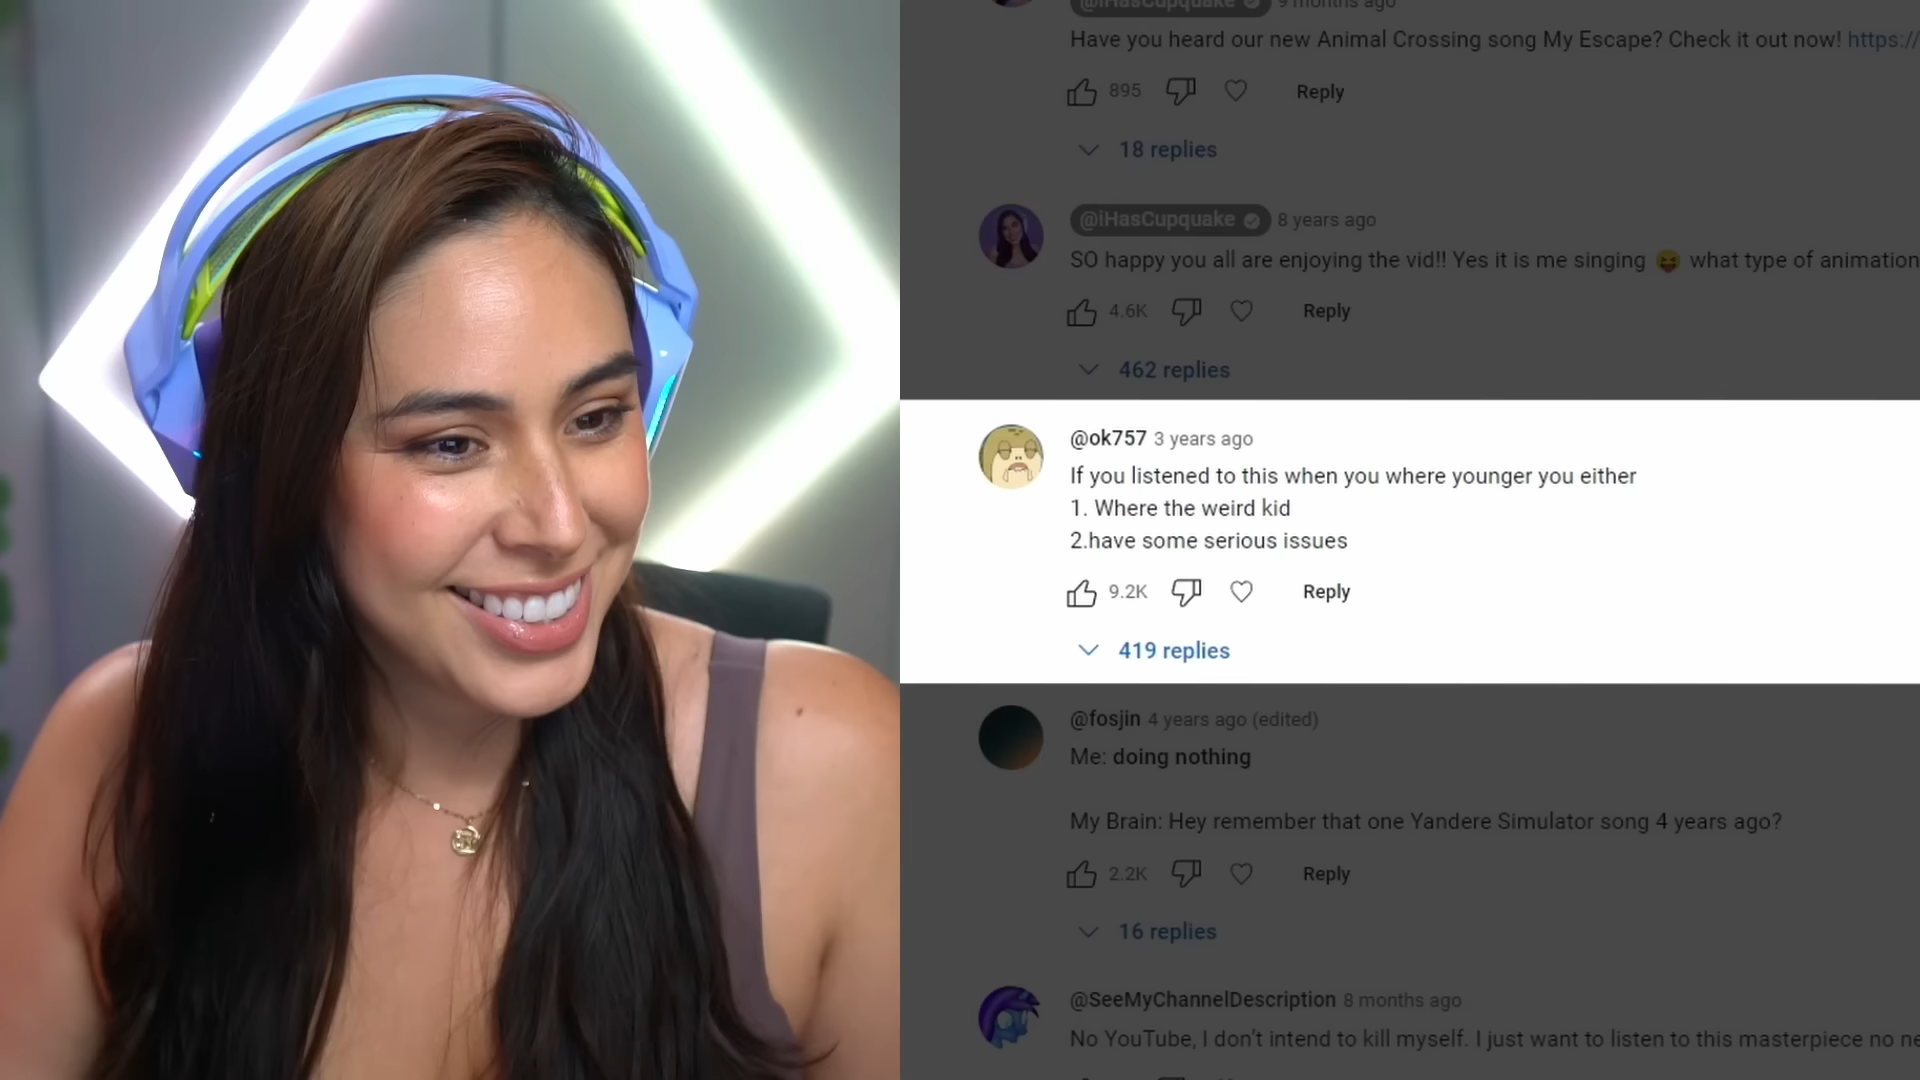 @iHasCupquake 9 months ago
Have you heard our new Animal Crossing song My Escape? Check it out now! https://
895 Reply
18 replies
@iHasCupquake 8 years ago
SO happy you all are enjoying the vid!! Yes it is me singing 😝 what type of animation
4.6K Reply
462 replies
@ok757 3 years ago
If you listened to this when you where younger you either
1. Where the weird kid
2.have some serious issues
9.2K Reply
419 replies
@fosjin 4 years ago (edited)
Me: doing nothing
My Brain: Hey remember that one Yandere Simulator song 4 years ago?
2.2K Reply
16 replies
@SeeMyChannelDescription 8 months ago
No YouTube, I don't intend to kill myself. I just want to listen to this masterpiece no ne